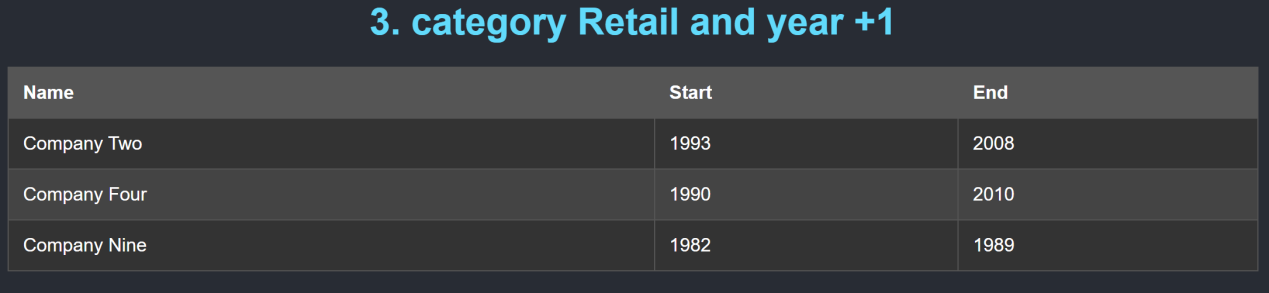 3. category Retail and year +1
Name Start End
Company Two 1993 2008
Company Four 1990 2010
Company Nine 1982 1989